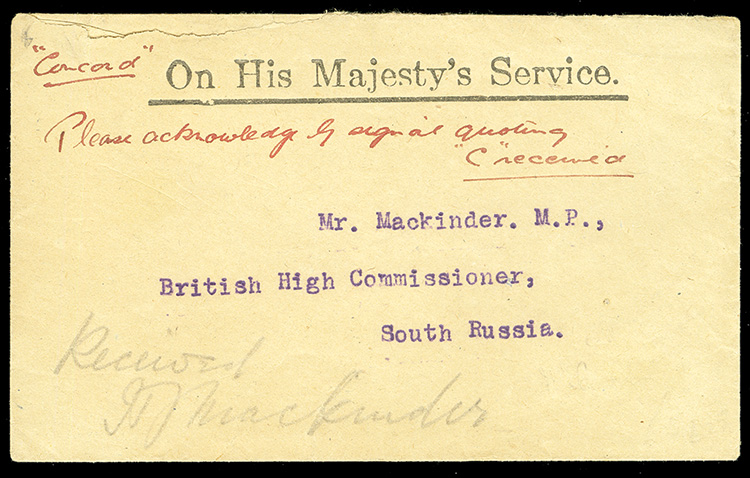 "Concord"
On His Majesty's Service.
Please acknowledge by signal quoting
"C" received
Mr. Mackinder. M.P.,
British High Commissioner,
South Russia.
Received
HJ Mackinder